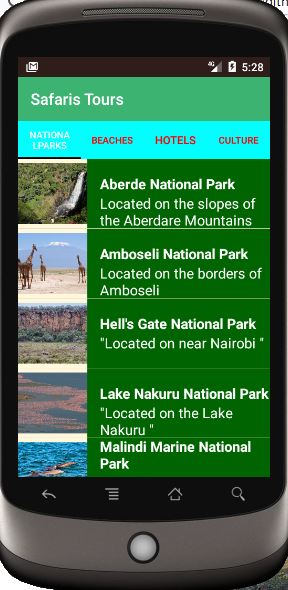 4G 5:28
Safaris Tours
NATIONA
LPARKS
BEACHES
HOTELS
CULTURE
Aberde National Park
Located on the slopes of
the Aberdare Mountains
Amboseli National Park
Located on the borders of
Amboseli
Hell's Gate National Park
"Located on near Nairobi "
Lake Nakuru National Park
"Located on the Lake
Nakuru "
Malindi Marine National
Park